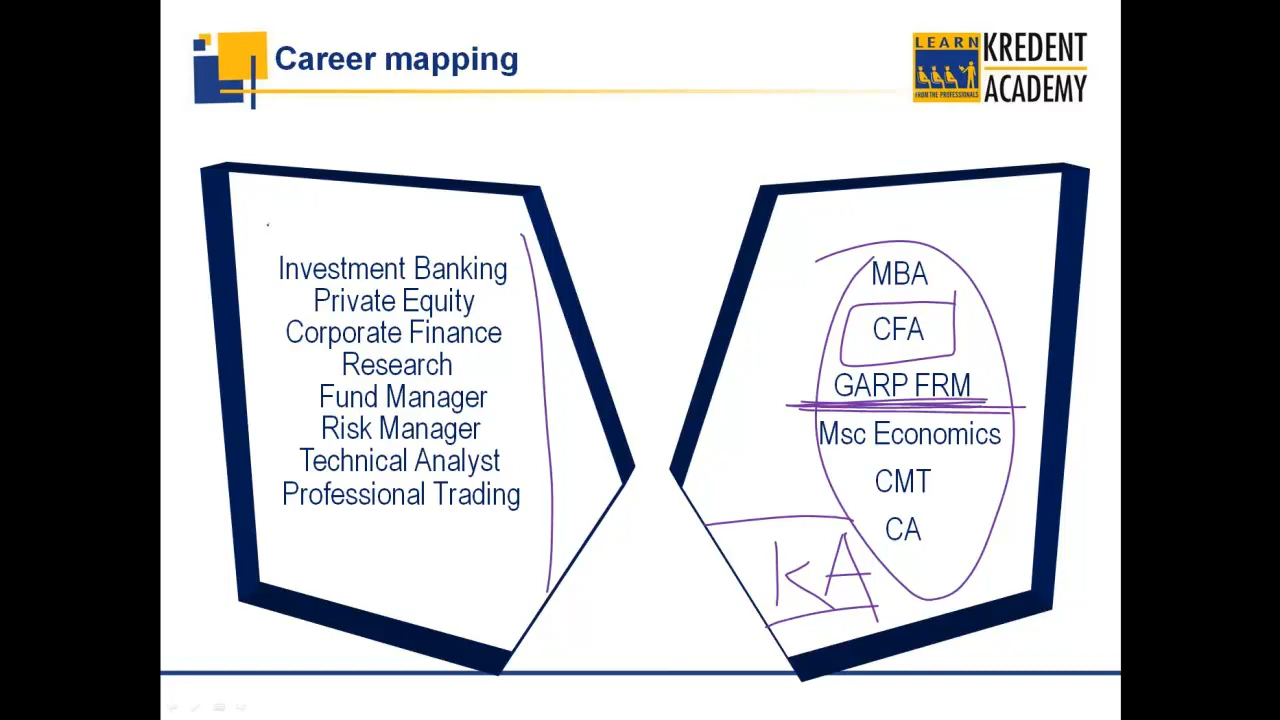 Career mapping
LEARN
FROM THE PROFESSIONALS
KREDENT
ACADEMY
Investment Banking
Private Equity
Corporate Finance
Research
Fund Manager
Risk Manager
Technical Analyst
Professional Trading
MBA
CFA
GARP FRM
Msc Economics
CMT
CA
KA